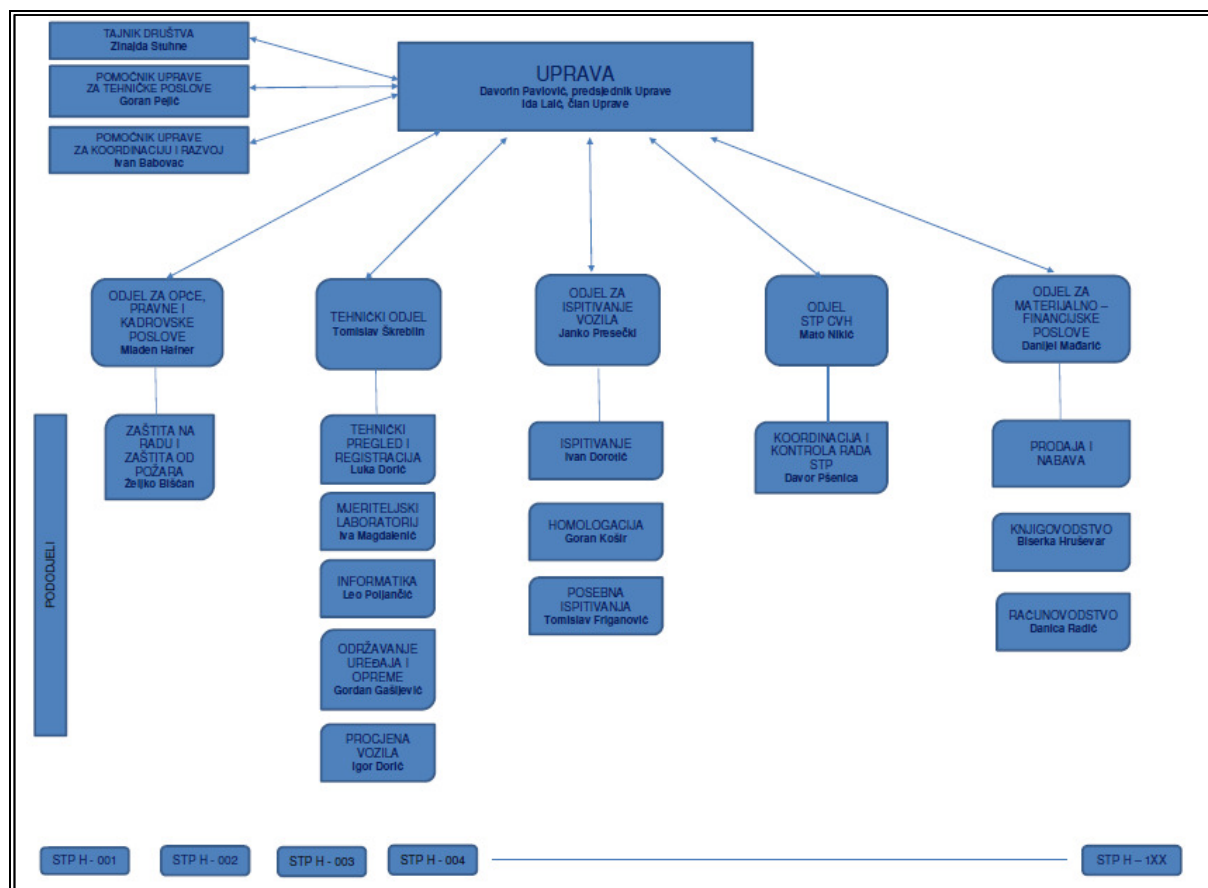 TAJNIK DRUŠTVA
Zinajda Stuhne
POMOĆNIK UPRAVE
ZA TEHNIČKE POSLOVE
Goran Pejić
POMOĆNIK UPRAVE
ZA KOORDINACIJU I RAZVOJ
Ivan Babovac
UPRAVA
Davorin Pavlović, predsjednik Uprave
Ida Laić, član Uprave
ODJEL ZA OPĆE,
PRAVNE I
KADROVSKE
POSLOVE
Mladen Hafner
TEHNIČKI ODJEL
Tomislav Škreblin
ODJEL ZA
ISPITIVANJE
VOZILA
Janko Presečki
ODJEL
STP CVH
Mato Nikić
ODJEL ZA
MATERIJALNO –
FINANCIJSKE
POSLOVE
Danijel Mađarić
PODODJELI
ZAŠTITA NA
RADU I
ZAŠTITA OD
POŽARA
Željko Bišćan
TEHNIČKI
PREGLED I
REGISTRACIJA
Luka Dorić
MJERITELJSKI
LABORATORIJ
Iva Magdalenić
INFORMATIKA
Leo Poljančić
ODRŽAVANJE
UREĐAJA I
OPREME
Gordan Gašljević
PROCJENA
VOZILA
Igor Dorić
ISPITIVANJE
Ivan Dorotić
HOMOLOGACIJA
Goran Košir
POSEBNA
ISPITIVANJA
Tomislav Friganović
KOORDINACIJA I
KONTROLA RADA
STP
Davor Pšenica
PRODAJA I
NABAVA
KNJIGOVODSTVO
Biserka Hruševar
RAČUNOVODSTVO
Danica Radić
STP H - 001
STP H - 002
STP H - 003
STP H - 004
STP H – 1XX